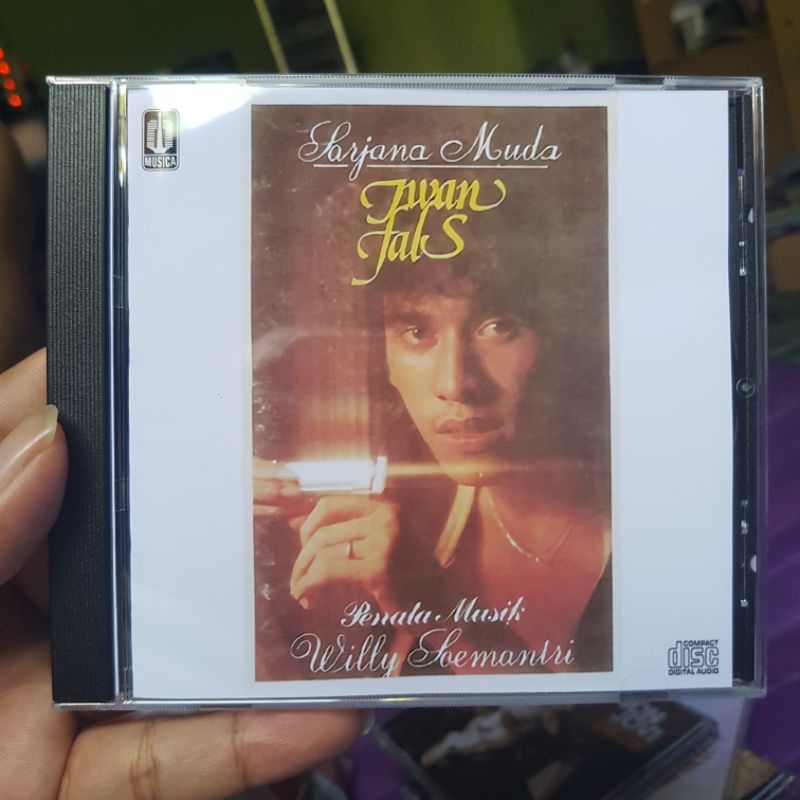 MUSICA
Sarjana Muda
Iwan
fals
Penata Musik
Willy Soemantri
COMPACT
disc
DIGITAL AUDIO